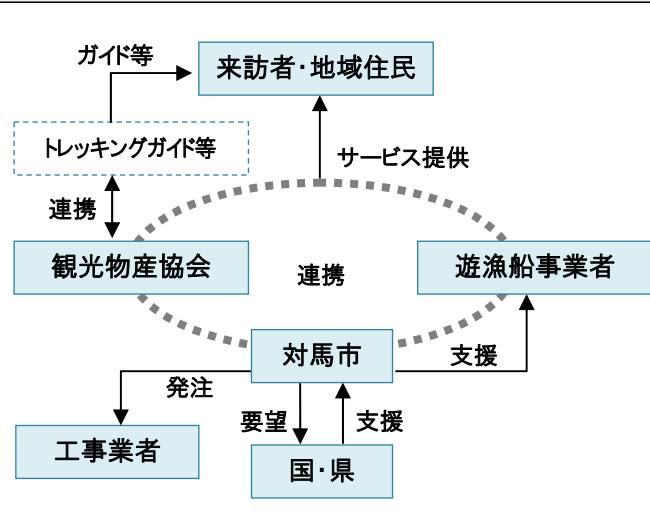 ガイド等
来訪者・地域住民
トレッキングガイド等
サービス提供
連携
観光物産協会
連携
遊漁船事業者
対馬市
支援
発注
要望
支援
工事業者
国・県